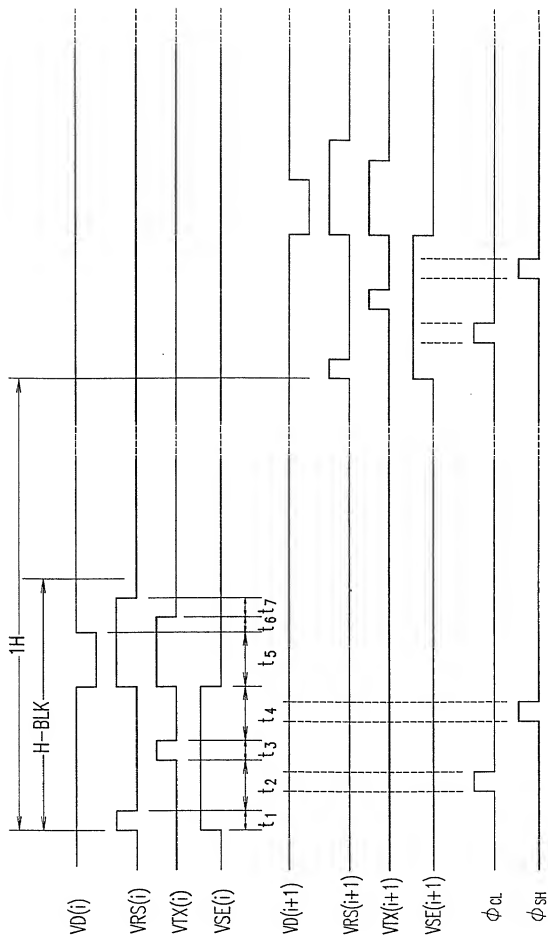 1H
H-BLK
VD(i)
VRS(i)
VTX(i)
VSE(i)
t1 t2 t3 t4 t5 t6 t7
VD(i+1)
VRS(i+1)
VTX(i+1)
VSE(i+1)
ϕCL
ϕSH